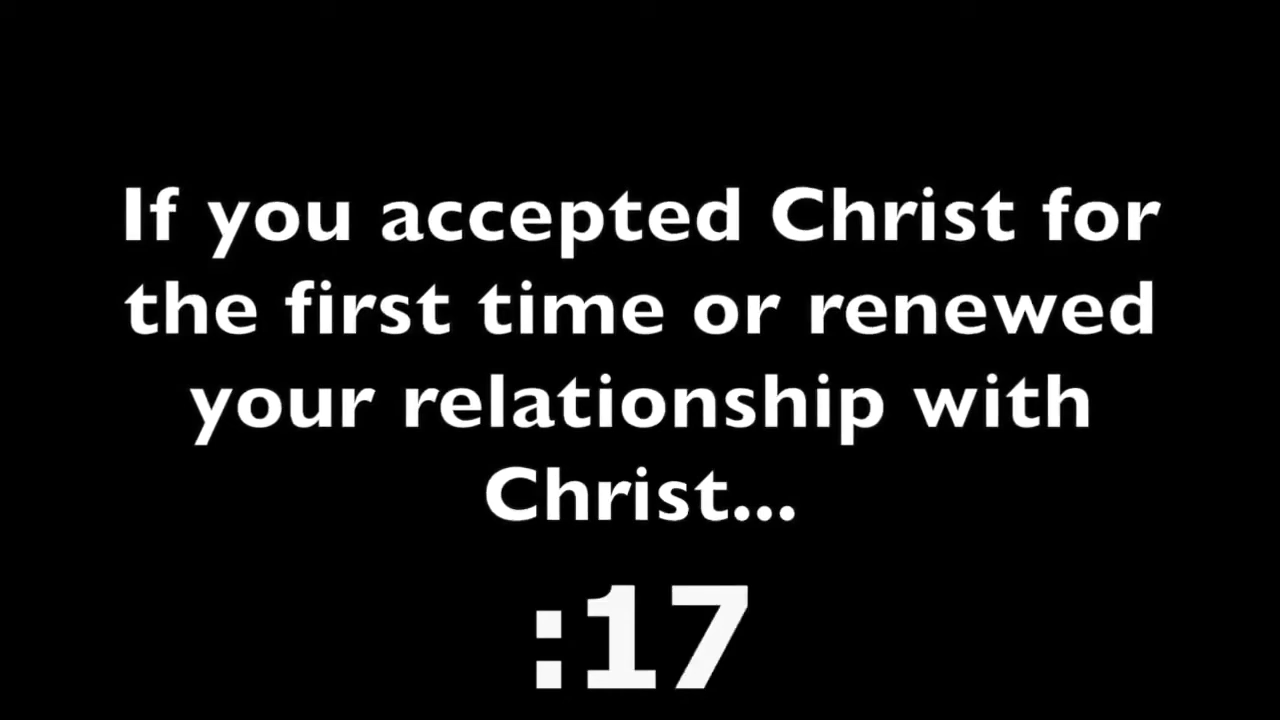 If you accepted Christ for
the first time or renewed
your relationship with
Christ...
:17